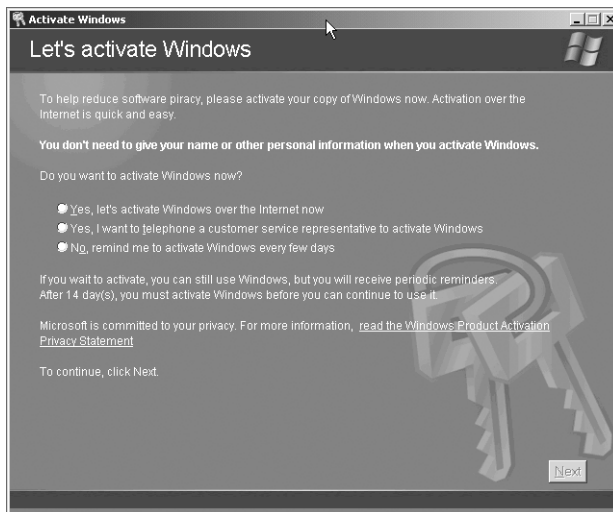 Activate Windows
Let's activate Windows
To help reduce software piracy, please activate your copy of Windows now. Activation over the
Internet is quick and easy.
You don't need to give your name or other personal information when you activate Windows.
Do you want to activate Windows now?
Yes, let's activate Windows over the Internet now
Yes, I want to telephone a customer service representative to activate Windows
No, remind me to activate Windows every few days
If you wait to activate, you can still use Windows, but you will receive periodic reminders.
After 14 day(s), you must activate Windows before you can continue to use it.
Microsoft is committed to your privacy. For more information, read the Windows Product Activation
Privacy Statement
To continue, click Next.
Next